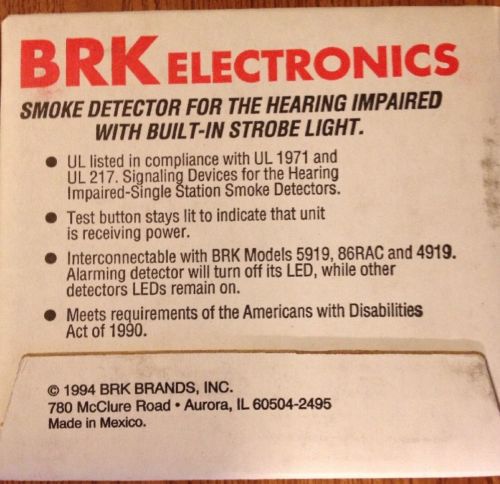 BRK ELECTRONICS
SMOKE DETECTOR FOR THE HEARING IMPAIRED
WITH BUILT-IN STROBE LIGHT.
● UL listed in compliance with UL 1971 and
UL 217. Signaling Devices for the Hearing
Impaired-Single Station Smoke Detectors.
● Test button stays lit to indicate that unit
is receiving power.
● Interconnectable with BRK Models 5919, 86RAC and 4919.
Alarming detector will turn off its LED, while other
detectors LEDs remain on.
● Meets requirements of the Americans with Disabilities
Act of 1990.
© 1994 BRK BRANDS, INC.
780 McClure Road • Aurora, IL 60504-2495
Made in Mexico.